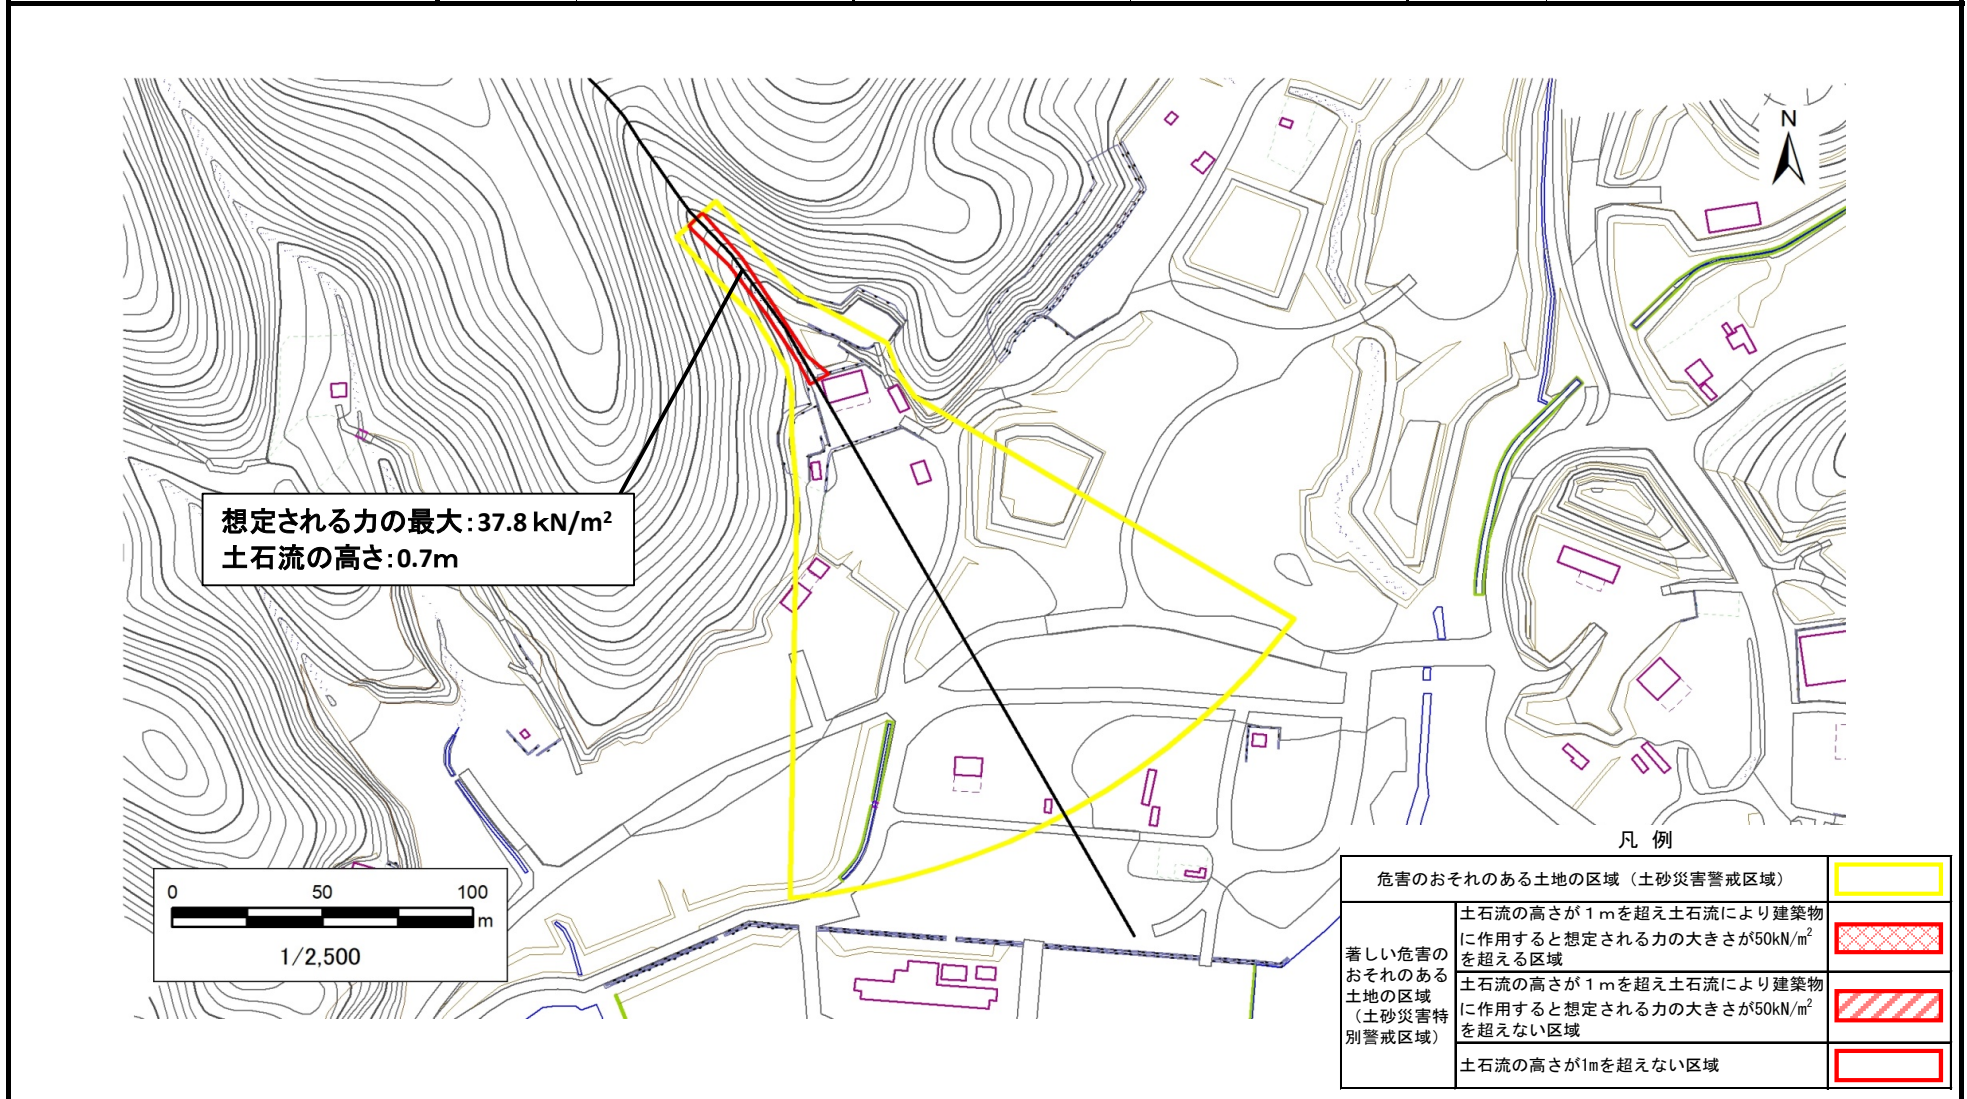 N
想定される力の最大:37.8 kN/m²
土石流の高さ:0.7m
0 50 100
m
1/2,500
凡 例
危害のおそれのある土地の区域（土砂災害警戒区域）
著しい危害の
おそれのある
土地の区域
（土砂災害特
別警戒区域）
土石流の高さが１ｍを超え土石流により建築物
に作用すると想定される力の大きさが50kN/m²
を超える区域
土石流の高さが１ｍを超え土石流により建築物
に作用すると想定される力の大きさが50kN/m²
を超えない区域
土石流の高さが1mを超えない区域